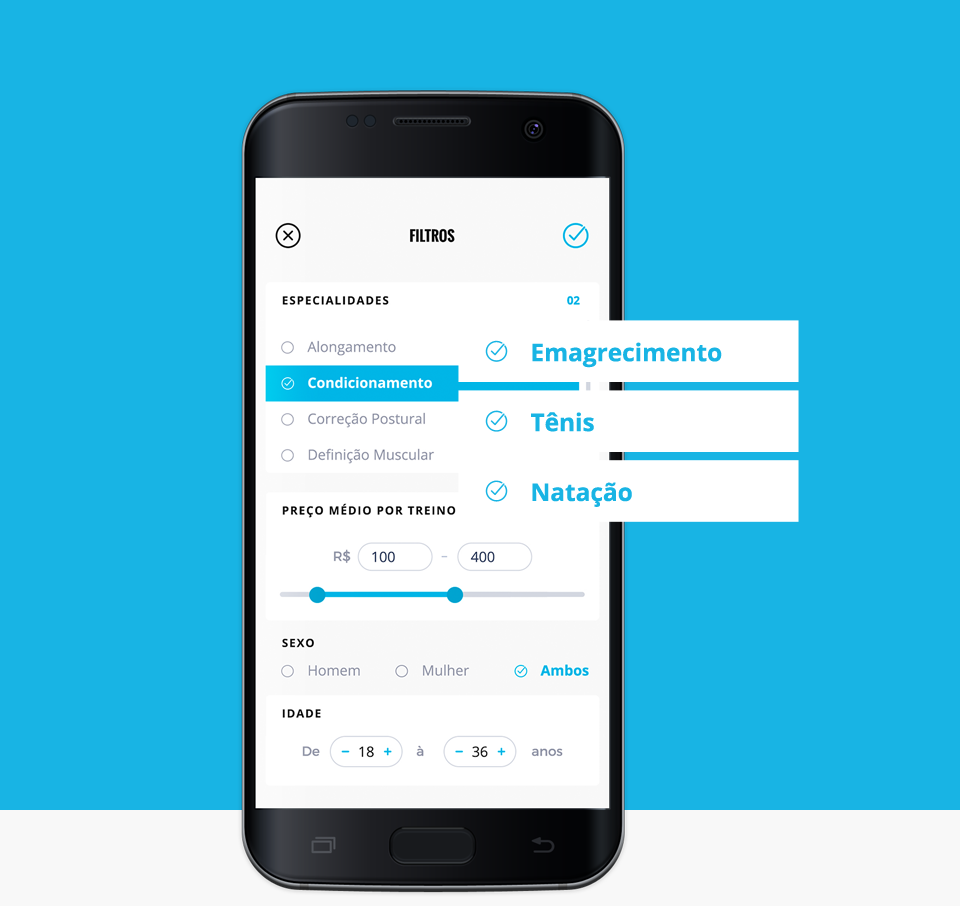 FILTROS
ESPECIALIDADES 02
Alongamento
Emagrecimento
Condicionamento
Correção Postural
Tênis
Definição Muscular
Natação
PREÇO MÉDIO POR TREINO
R$ 100 - 400
SEXO
Homem Mulher Ambos
IDADE
De - 18 + à - 36 + anos